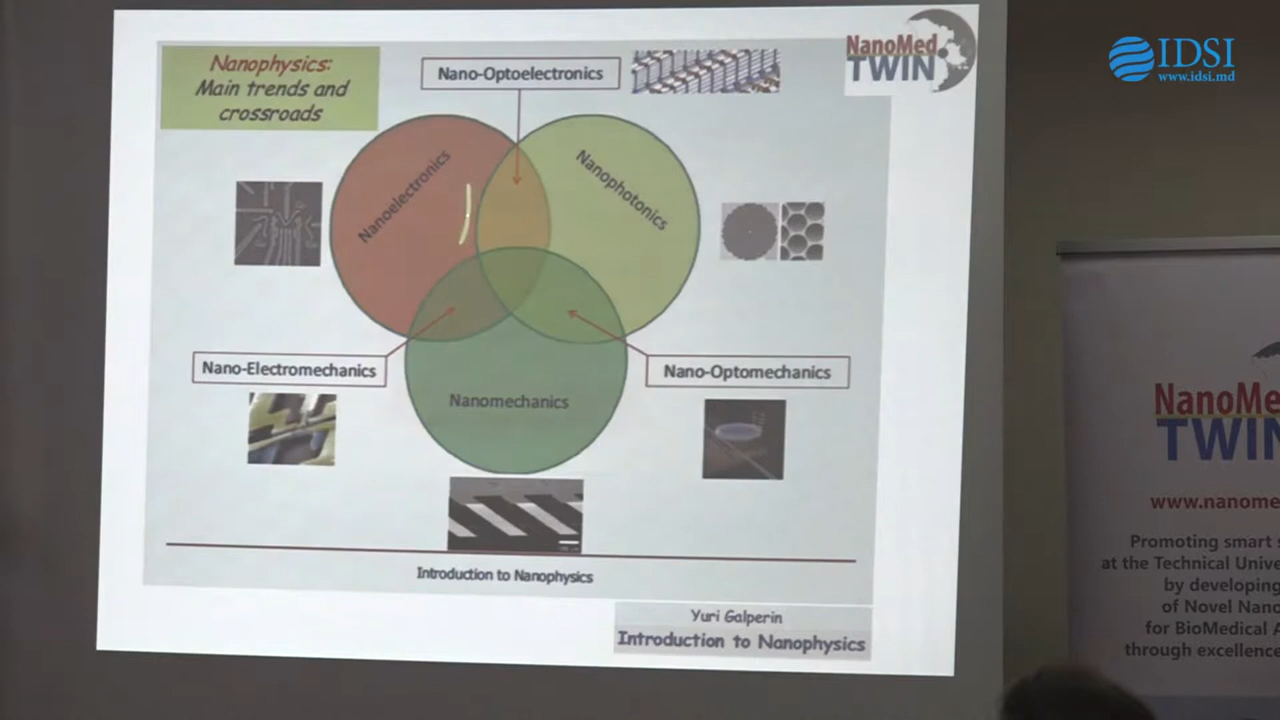 Nanophysics:
Main trends and
crossroads
Nano-Optoelectronics
NanoMed
TWIN
IDSI
www.idsi.md
Nanoelectronics
Nanophotonics
Nano-Electromechanics
Nano-Optomechanics
Nanomechanics
Introduction to Nanophysics
Yuri Galperin
Introduction to Nanophysics
NanoMe
TWIN
www.nanome
Promoting smart s
at the Technical Unive
by developing
of Novel Nano
for BioMedical A
through excellence